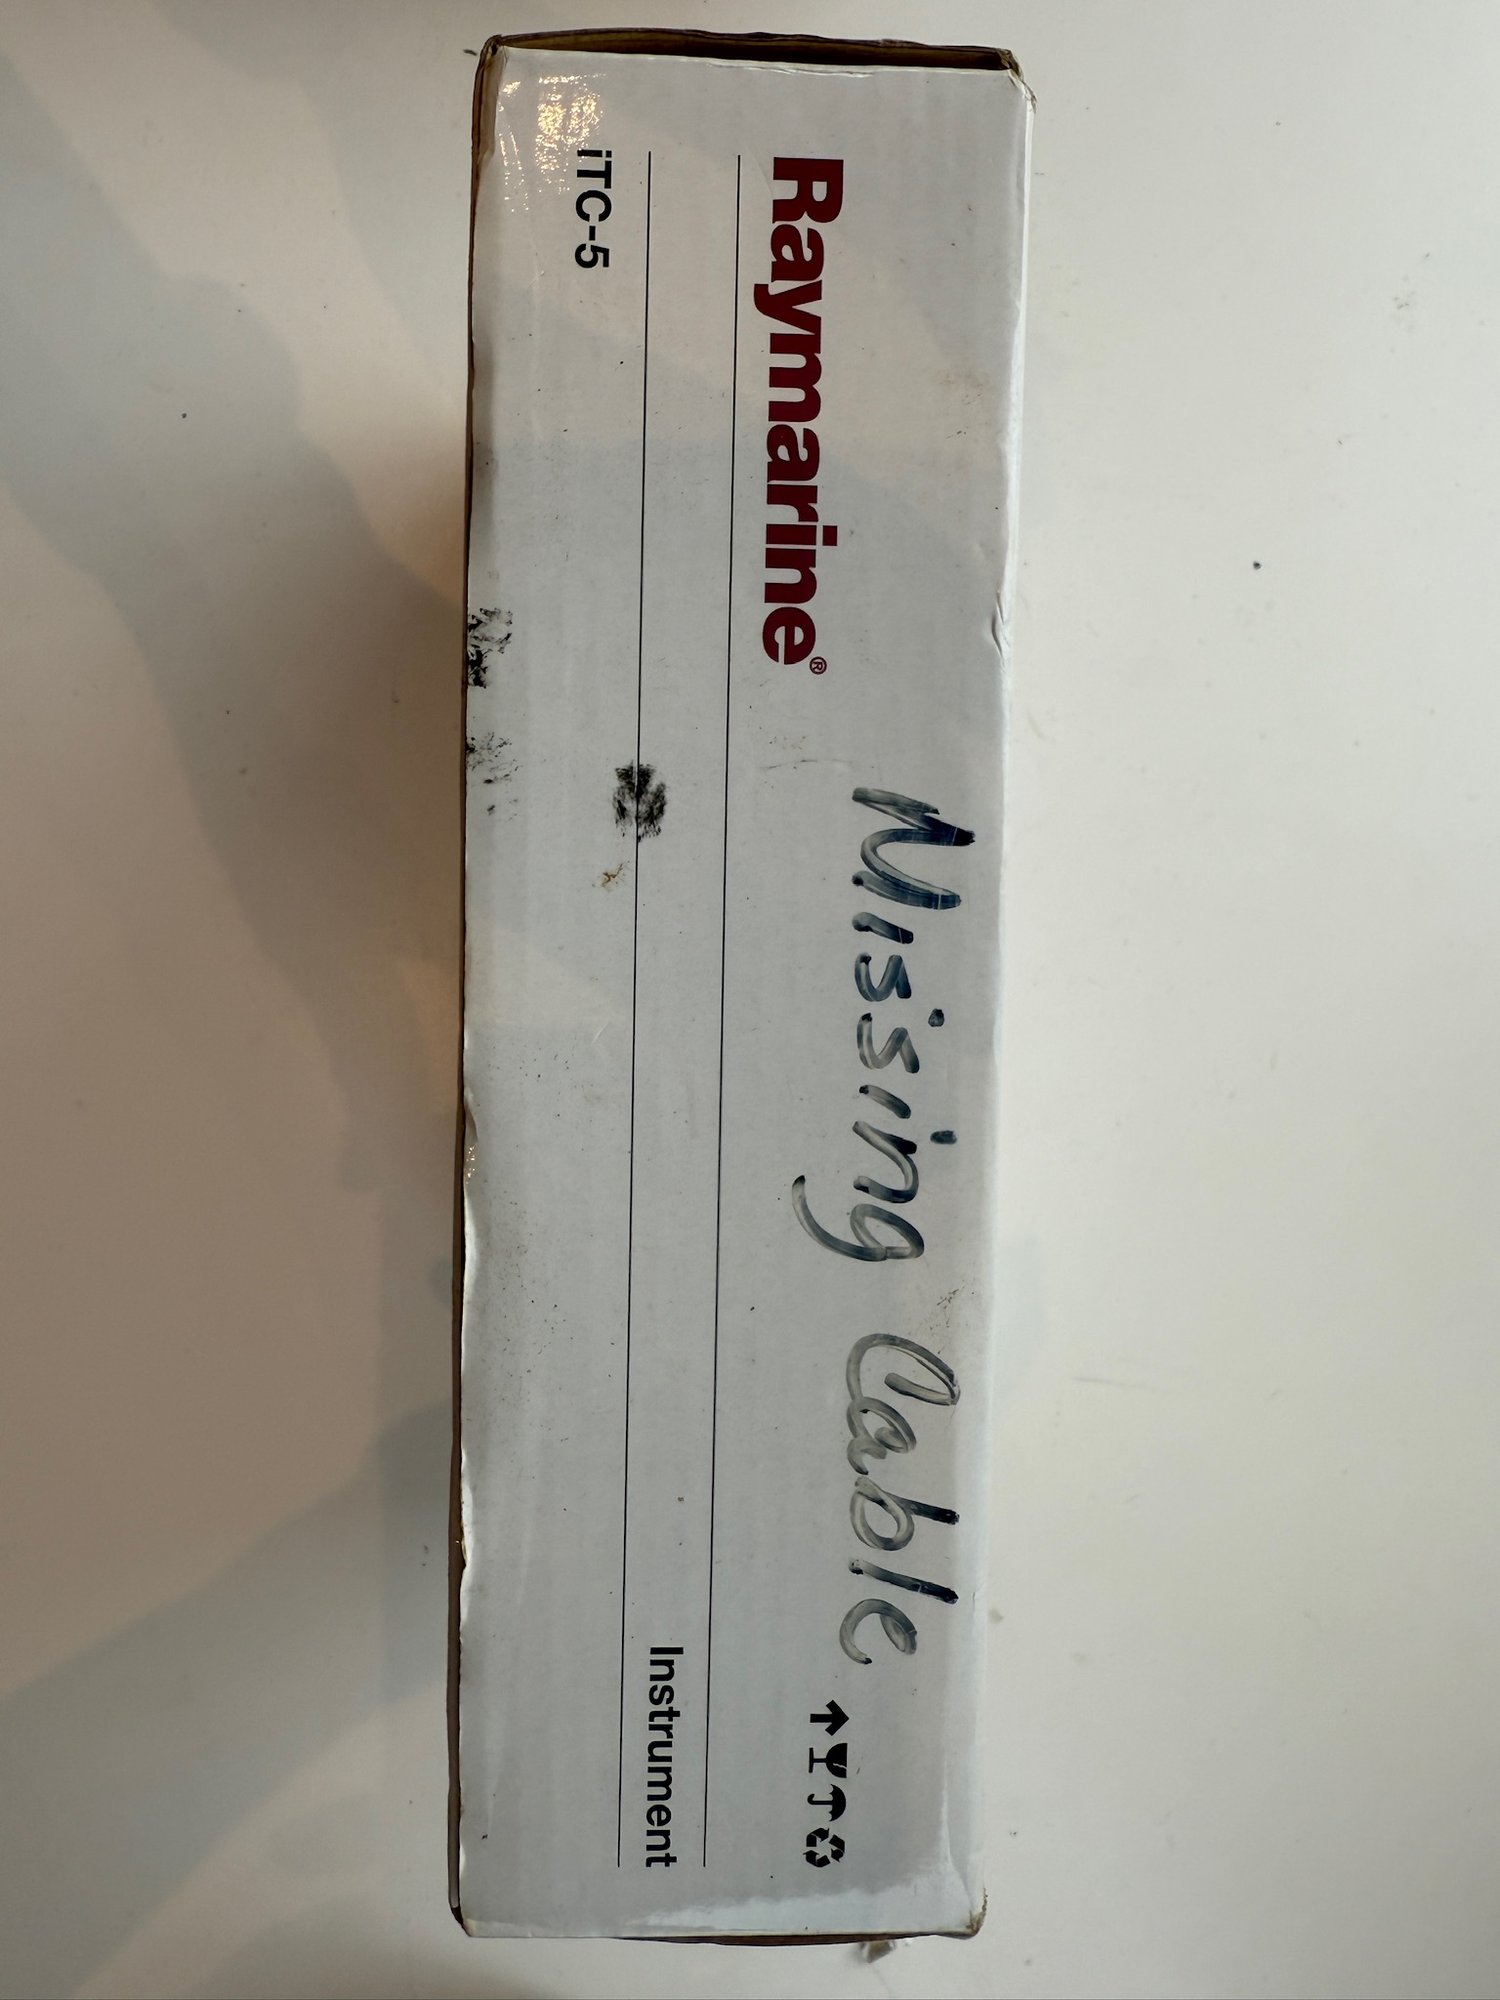 Missing Cable
Raymarine®
Instrument
iTC-5